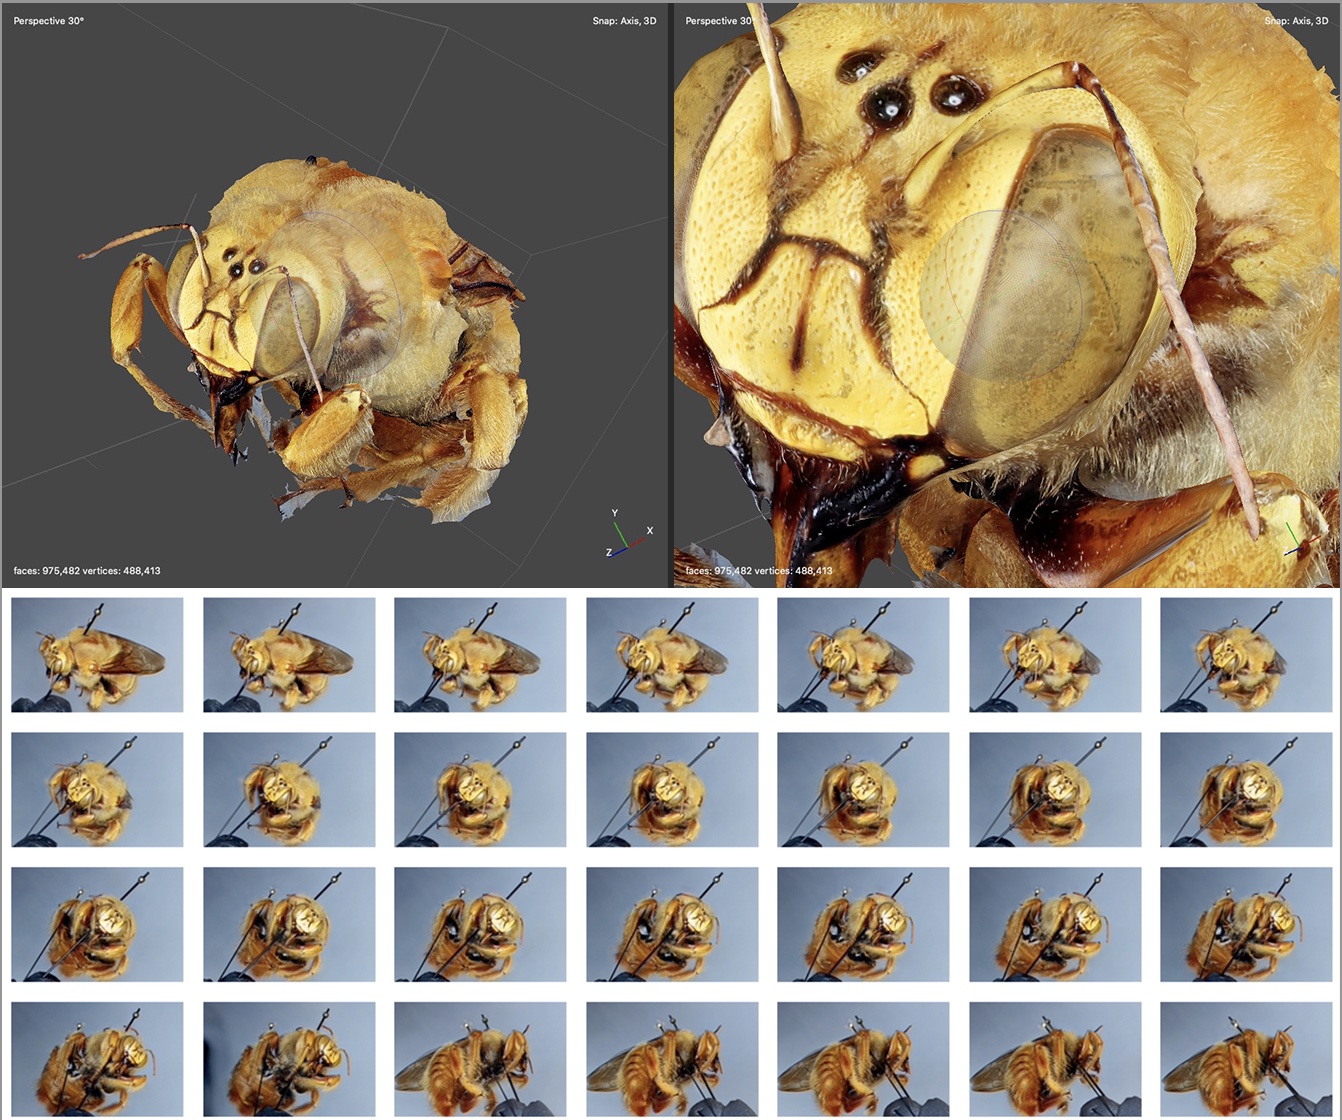 Perspective 30°
Snap: Axis, 3D
Perspective 30°
Snap: Axis, 3D
Y
X
Z
faces: 975,482 vertices: 488,413
faces: 975,482 vertices: 488,413